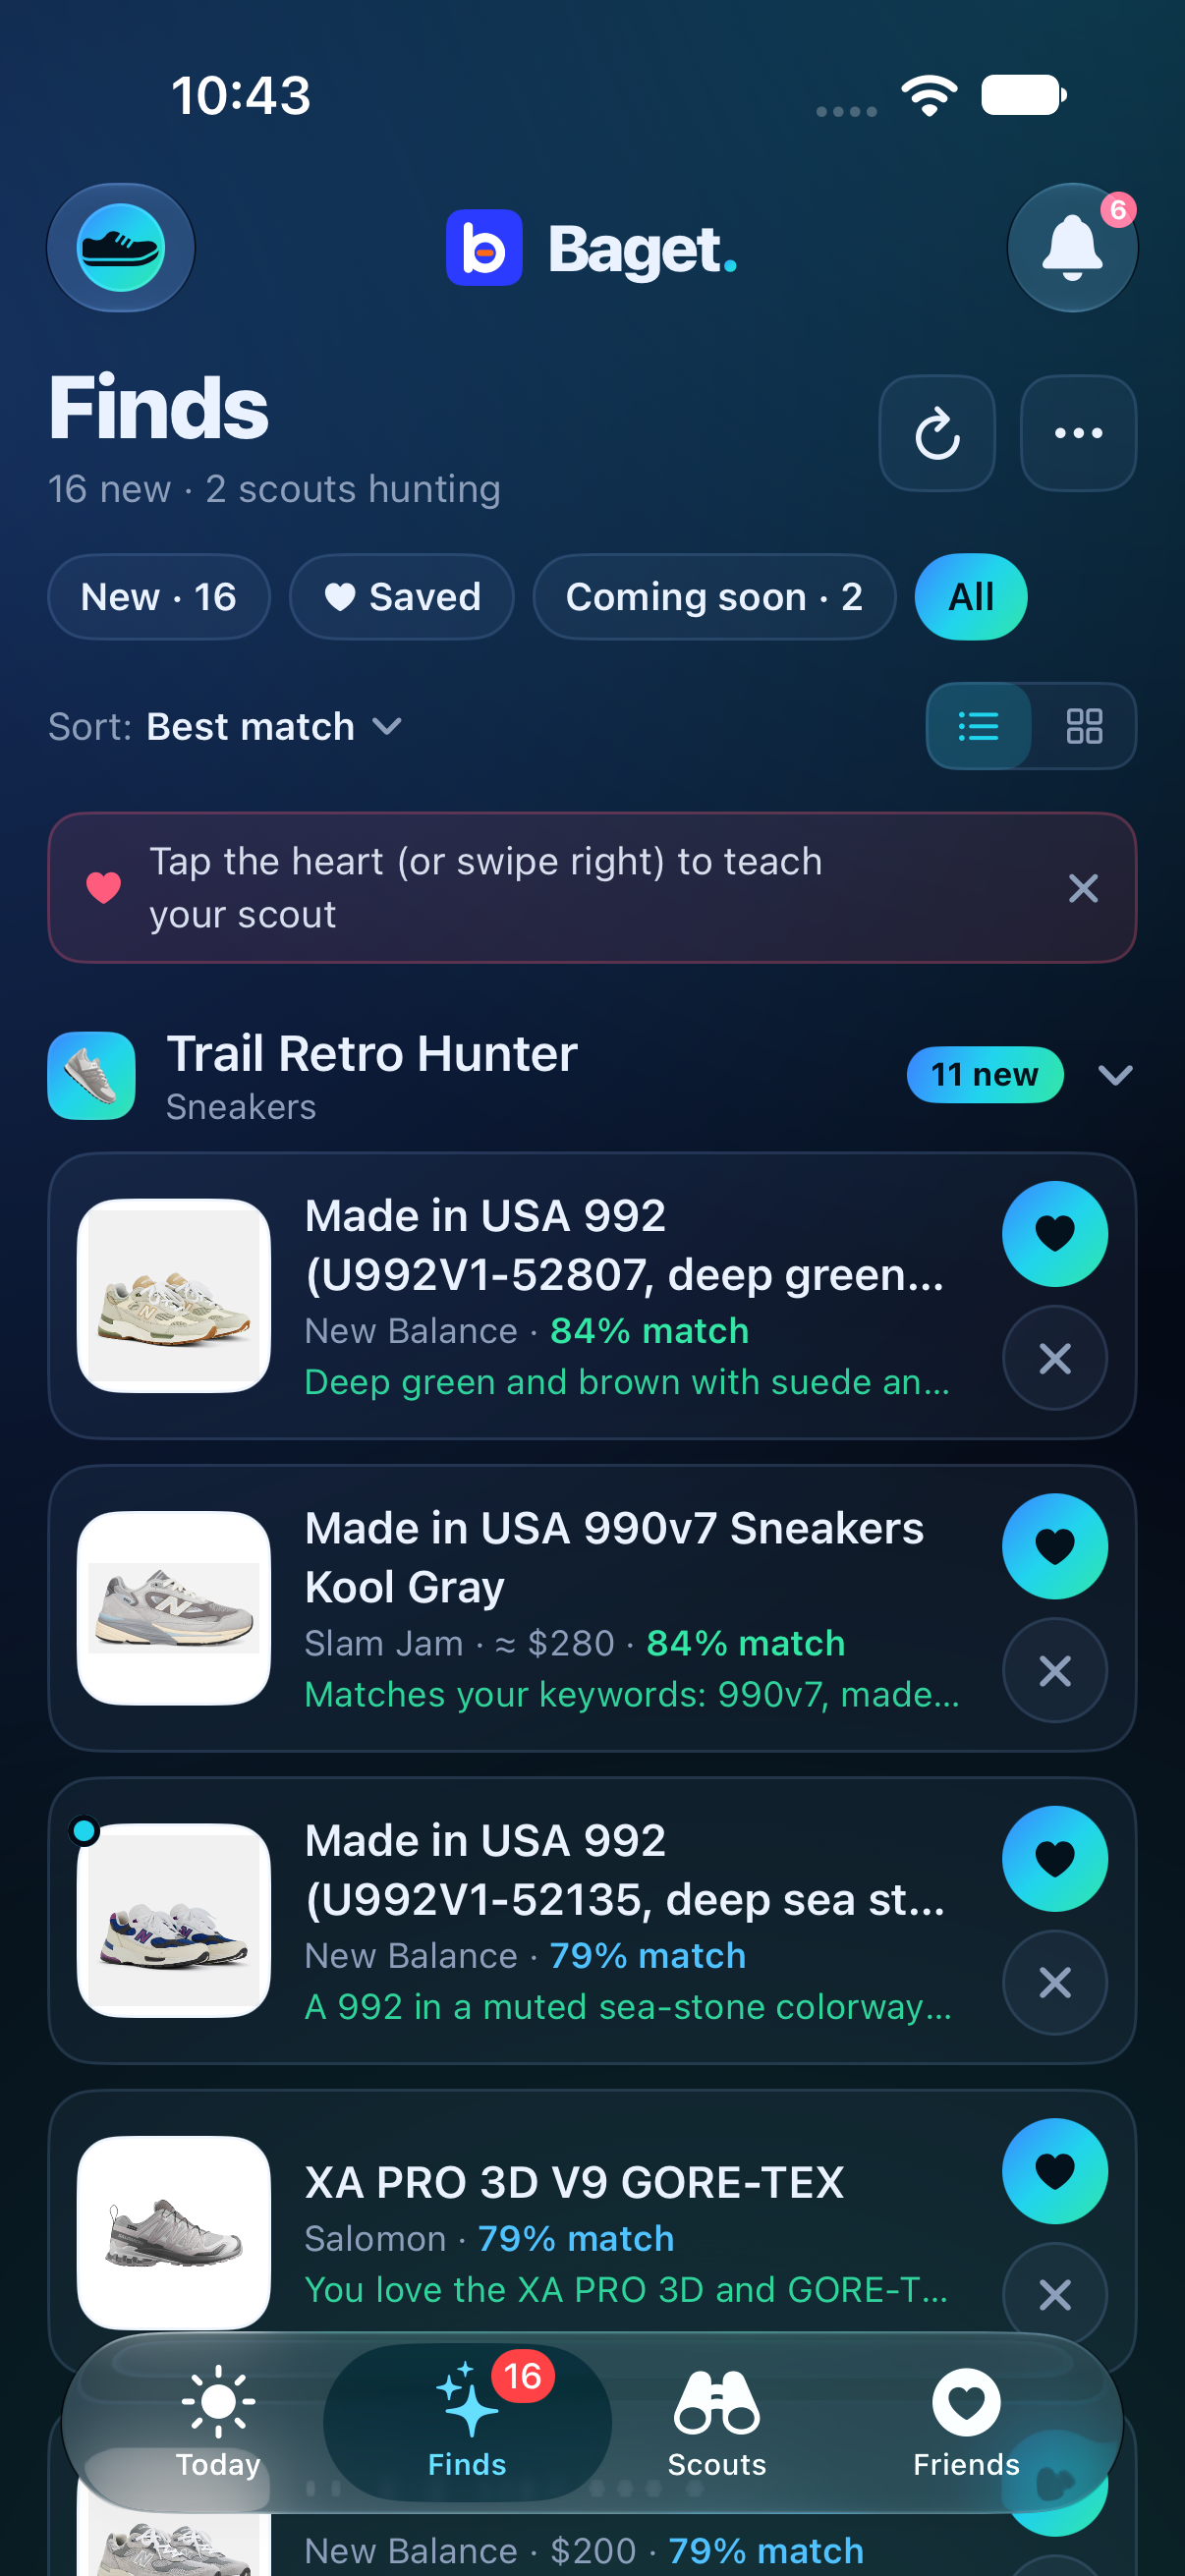 10:43
b Baget.
6
Finds
16 new · 2 scouts hunting
New · 16
Saved
Coming soon · 2
All
Sort: Best match
Tap the heart (or swipe right) to teach
your scout
Trail Retro Hunter
Sneakers
11 new
Made in USA 992
(U992V1-52807, deep green...
New Balance · 84% match
Deep green and brown with suede an...
Made in USA 990v7 Sneakers
Kool Gray
Slam Jam · ≈ $280 · 84% match
Matches your keywords: 990v7, made...
Made in USA 992
(U992V1-52135, deep sea st...
New Balance · 79% match
A 992 in a muted sea-stone colorway...
XA PRO 3D V9 GORE-TEX
Salomon · 79% match
You love the XA PRO 3D and GORE-T...
16
Today
Finds
Scouts
Friends
New Balance · $200 · 79% match